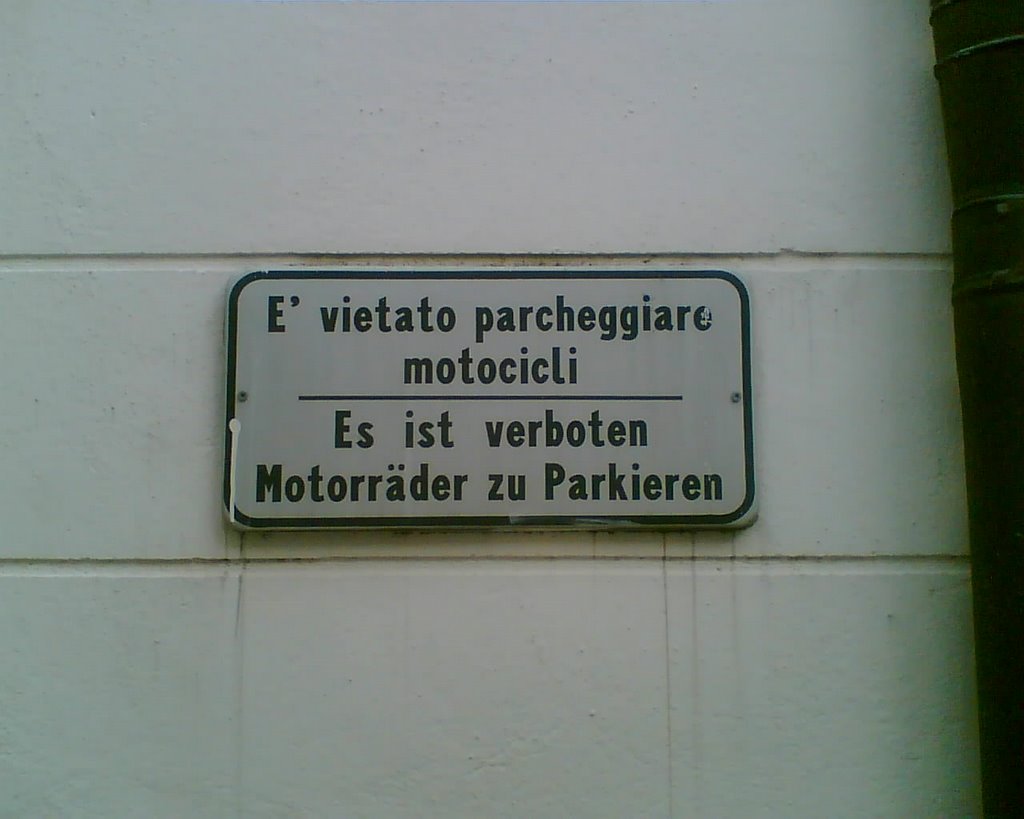 E' vietato parcheggiare
motocicli
Es ist verboten
Motorräder zu Parkieren